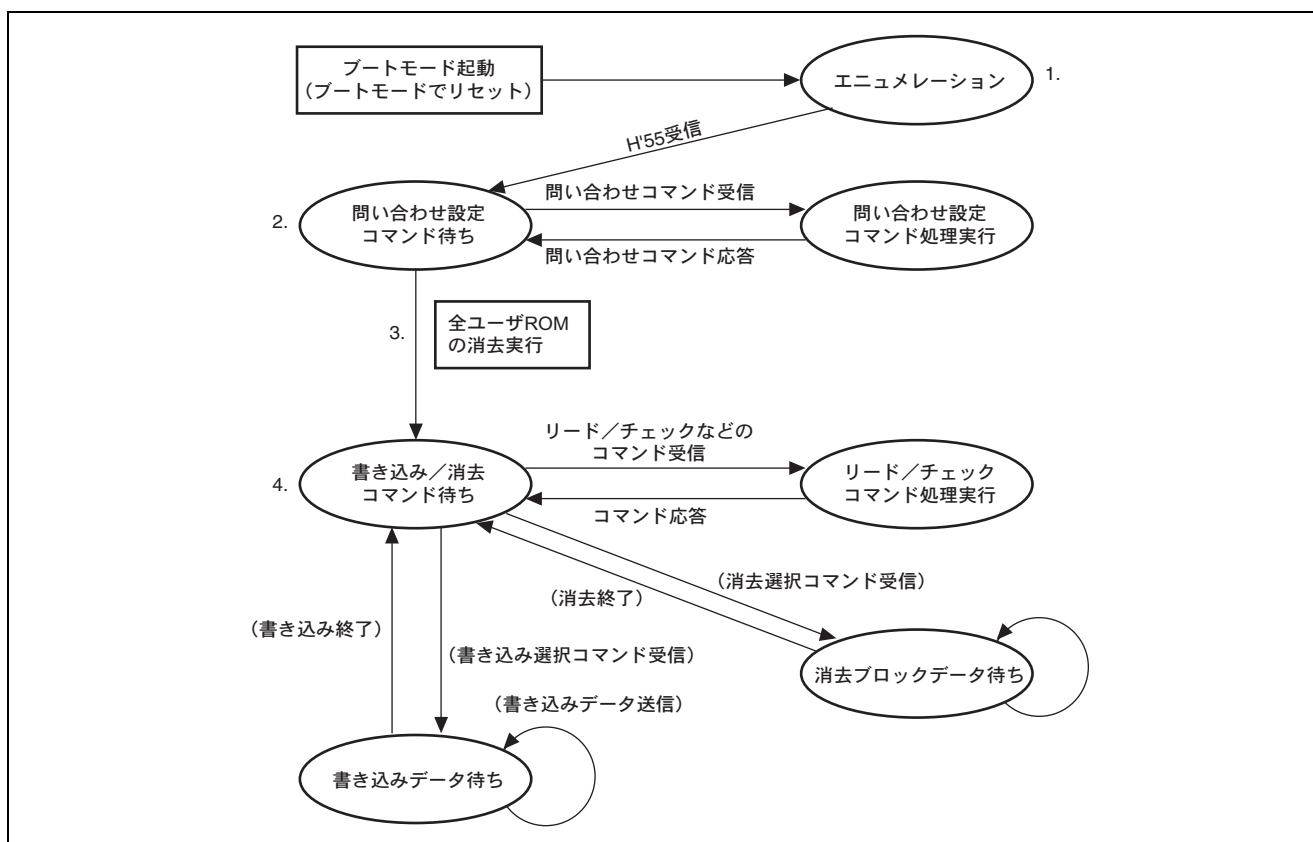 ブートモード起動
（ブートモードでリセット）
エニュメレーション
1.
H'55受信
2.
問い合わせ設定
コマンド待ち
問い合わせコマンド受信
問い合わせコマンド応答
問い合わせ設定
コマンド処理実行
3.
全ユーザROM
の消去実行
4.
書き込み／消去
コマンド待ち
リード／チェックなどの
コマンド受信
コマンド応答
リード／チェック
コマンド処理実行
（消去選択コマンド受信）
（消去終了）
（書き込み終了）
（書き込み選択コマンド受信）
消去ブロックデータ待ち
（書き込みデータ送信）
書き込みデータ待ち